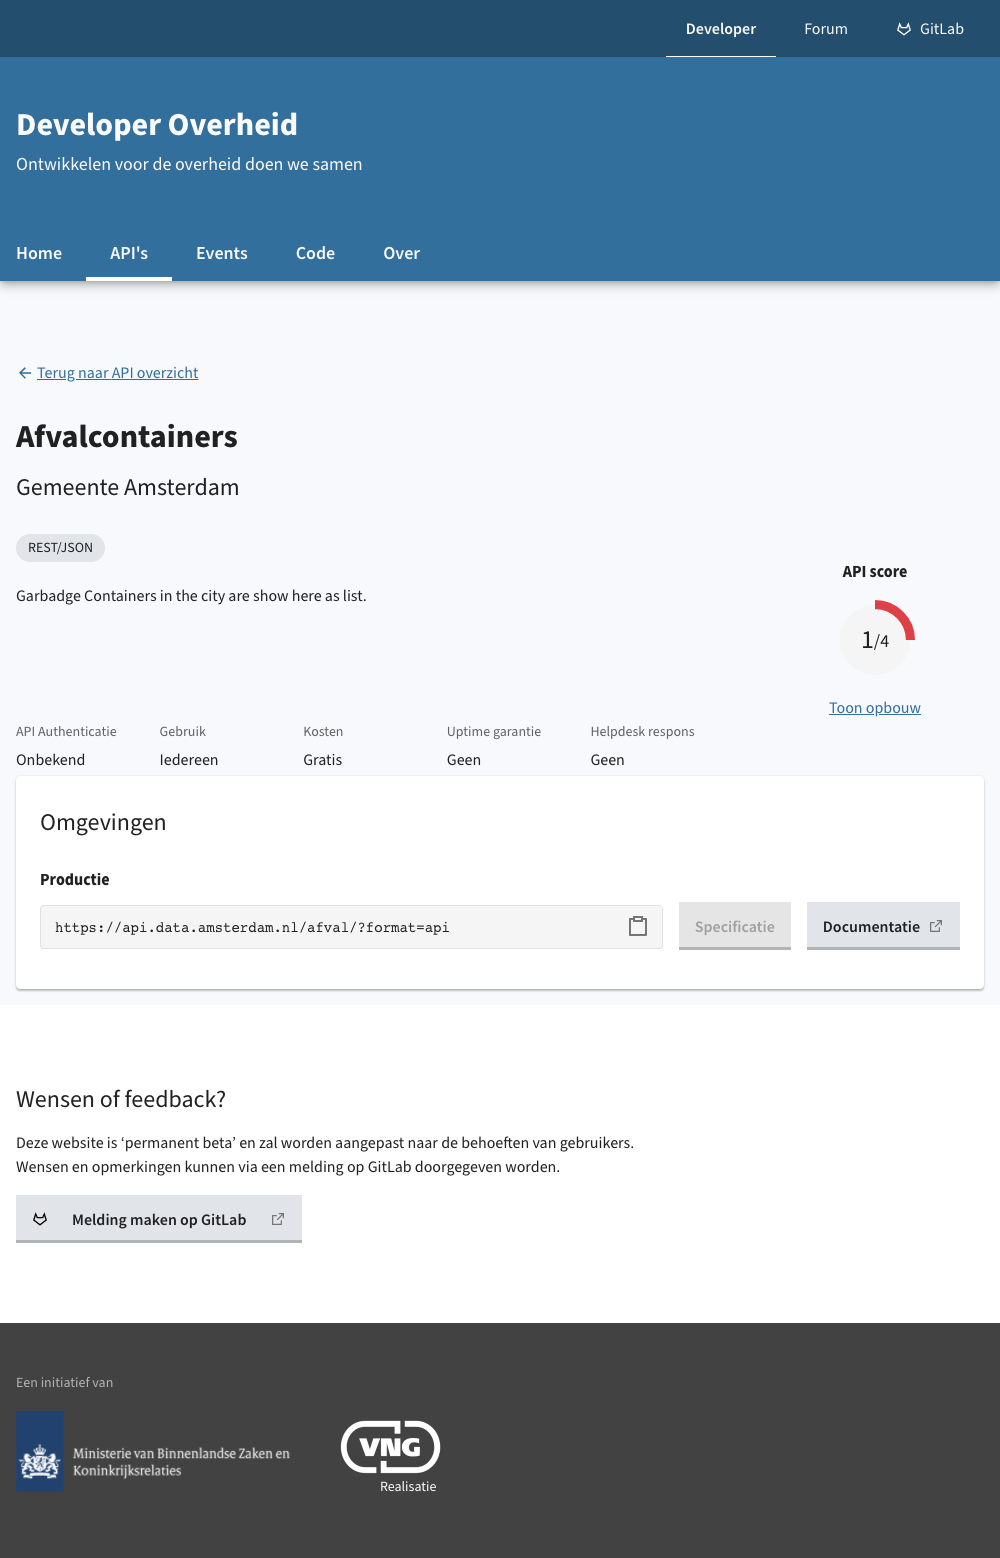 Developer
Forum
GitLab
Developer Overheid
Ontwikkelen voor de overheid doen we samen
Home
API's
Events
Code
Over
Terug naar API overzicht
Afvalcontainers
Gemeente Amsterdam
REST/JSON
Garbadge Containers in the city are show here as list.
API score
1/4
Toon opbouw
API Authenticatie
Onbekend
Gebruik
Iedereen
Kosten
Gratis
Uptime garantie
Geen
Helpdesk respons
Geen
Omgevingen
Productie
https://api.data.amsterdam.nl/afval/?format=api
Specificatie
Documentatie
Wensen of feedback?
Deze website is ‘permanent beta’ en zal worden aangepast naar de behoeften van gebruikers.
Wensen en opmerkingen kunnen via een melding op GitLab doorgegeven worden.
Melding maken op GitLab
Een initiatief van
Ministerie van Binnenlandse Zaken en
Koninkrijksrelaties
VNG
Realisatie